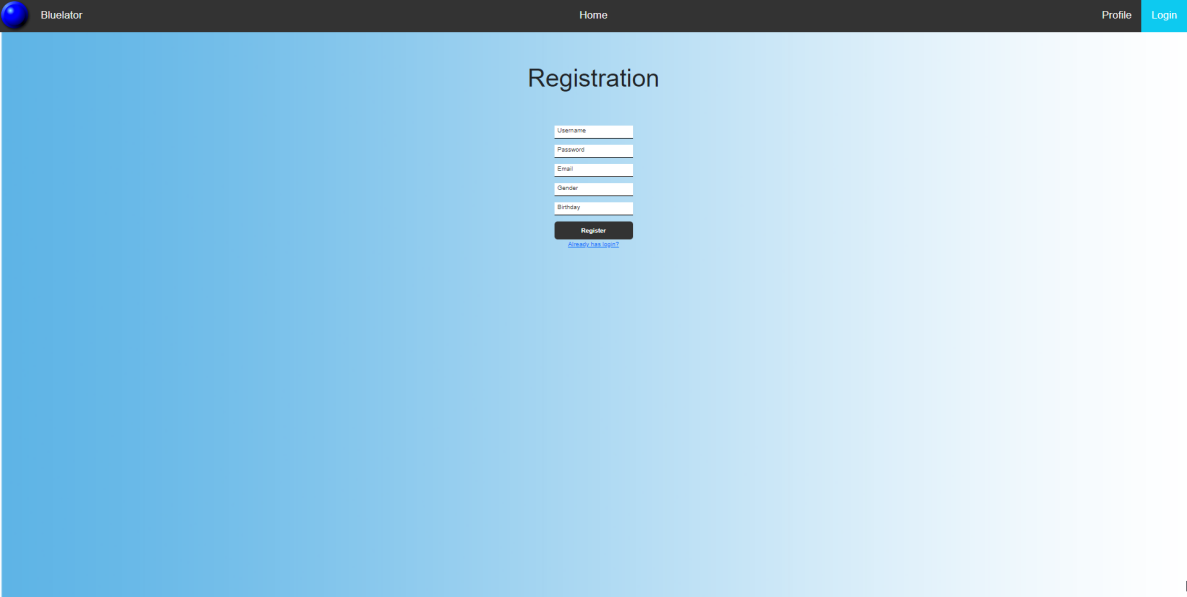 Bluelator Home Profile Login
Registration
Username
Password
Email
Gender
Birthday
Register
Already has login?